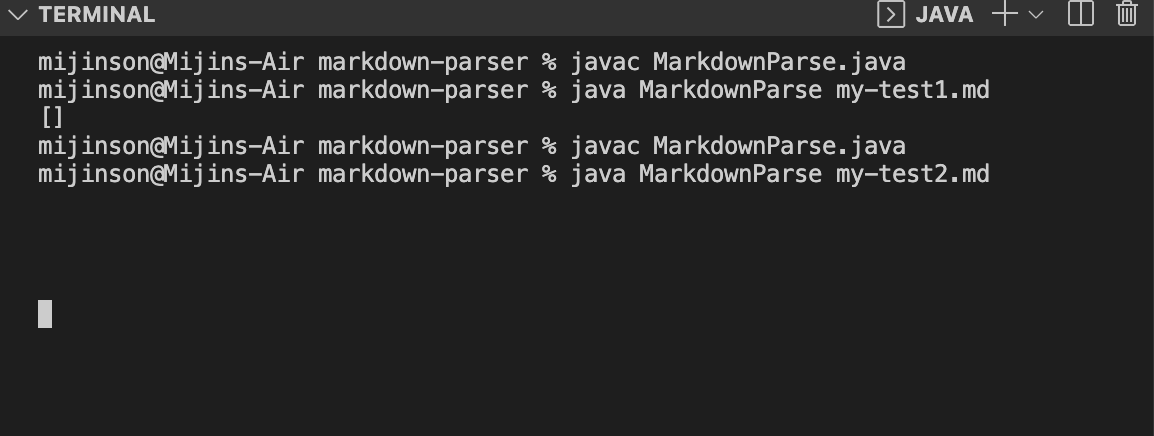 TERMINAL JAVA
mijinson@Mijins-Air markdown-parser % javac MarkdownParse.java
mijinson@Mijins-Air markdown-parser % java MarkdownParse my-test1.md
[]
mijinson@Mijins-Air markdown-parser % javac MarkdownParse.java
mijinson@Mijins-Air markdown-parser % java MarkdownParse my-test2.md